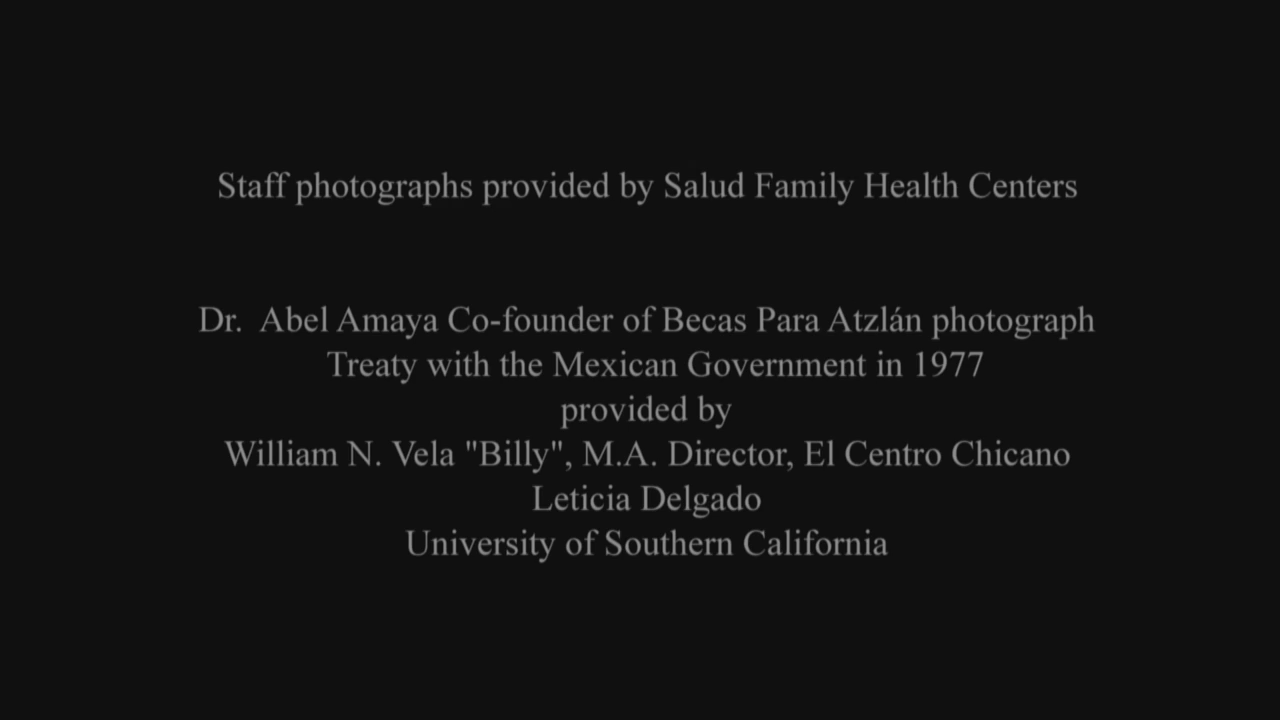 Staff photographs provided by Salud Family Health Centers
Dr.  Abel Amaya Co-founder of Becas Para Atzlán photograph
Treaty with the Mexican Government in 1977
provided by
William N. Vela "Billy", M.A. Director, El Centro Chicano
Leticia Delgado
University of Southern California